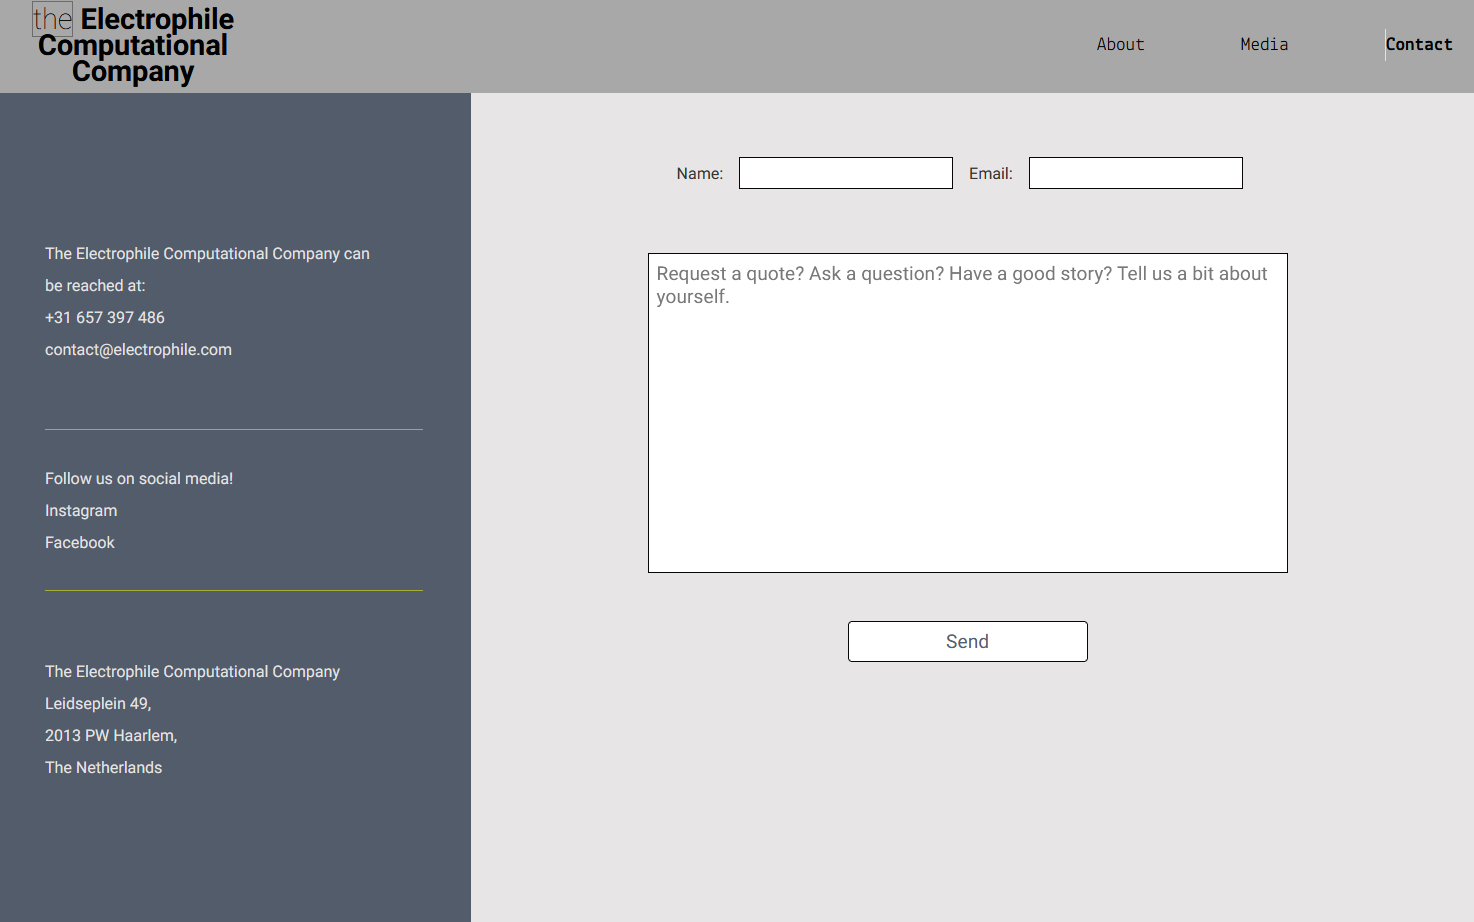 the Electrophile
Computational
Company
About
Media
Contact
The Electrophile Computational Company can
be reached at:
+31 657 397 486
contact@electrophile.com
Follow us on social media!
Instagram
Facebook
The Electrophile Computational Company
Leidseplein 49,
2013 PW Haarlem,
The Netherlands
Name:
Email:
Request a quote? Ask a question? Have a good story? Tell us a bit about
yourself.
Send